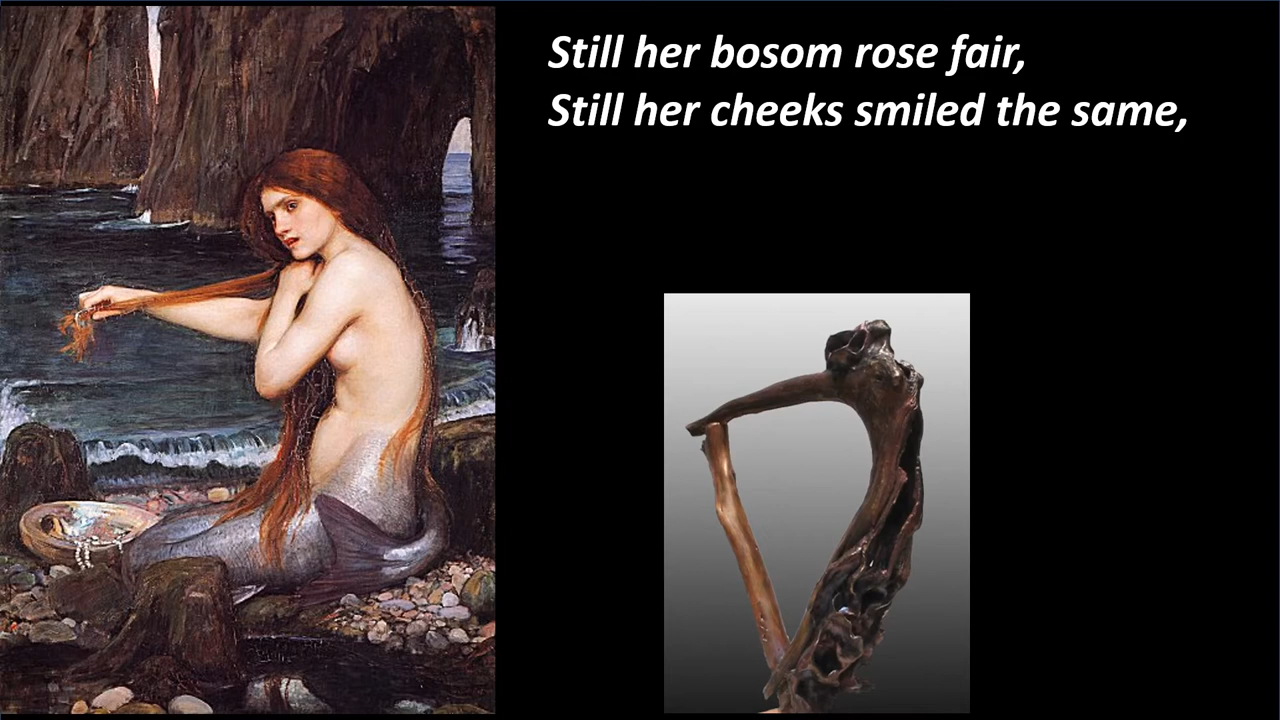 Still her bosom rose fair,
Still her cheeks smiled the same,